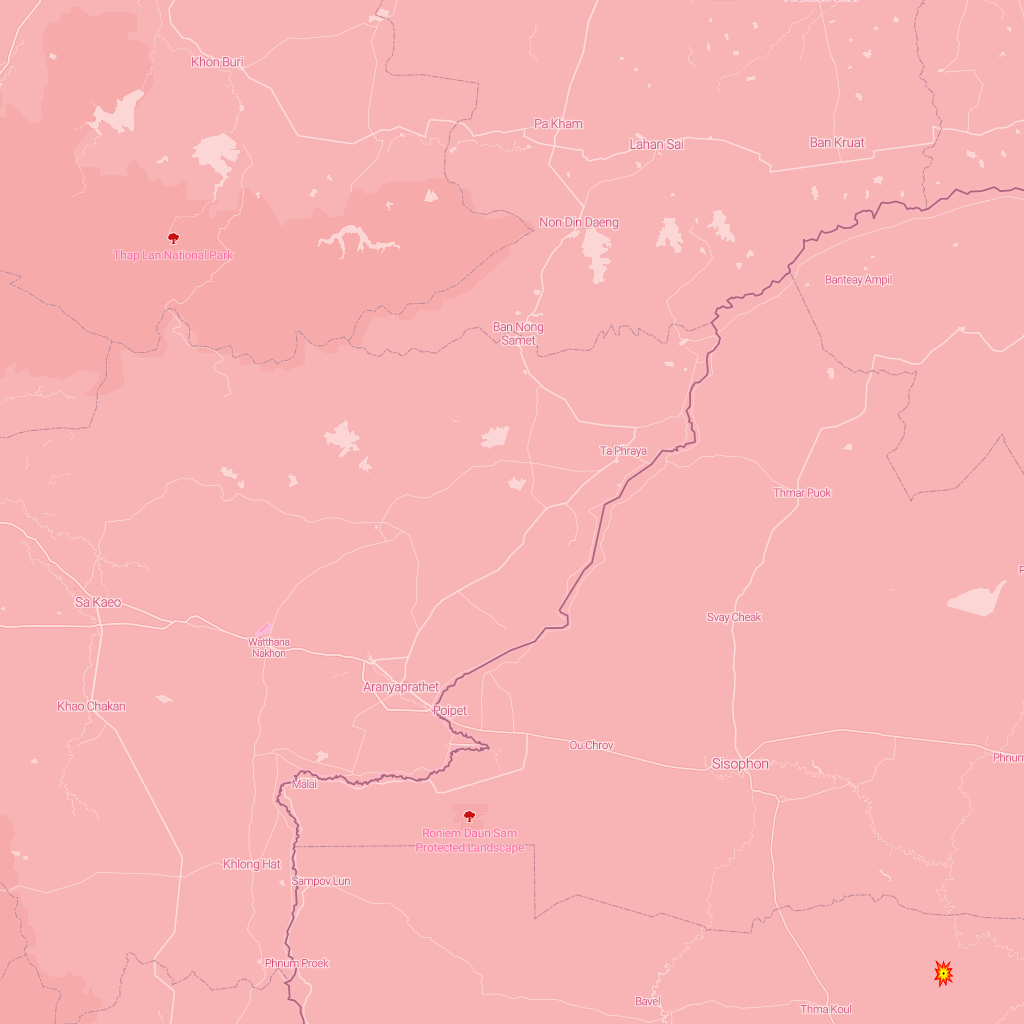 Khon Buri
Pa Kham
Lahan Sai
Ban Kruat
Non Din Daeng
Thap Lan National Park
Banteay Ampil
Ban Nong
Samet
Ta Phraya
Thmar Puok
Sa Kaeo
Svay Cheak
Watthana
Nakhon
Aranyaprathet
Khao Chakan
Poipet
Ou Chrov
Sisophon
Phnum
Malai
Roniem Daun Sam
Protected Landscape
Khlong Hat
Sampov Lun
Phnum Proek
Bavel
Thma Koul